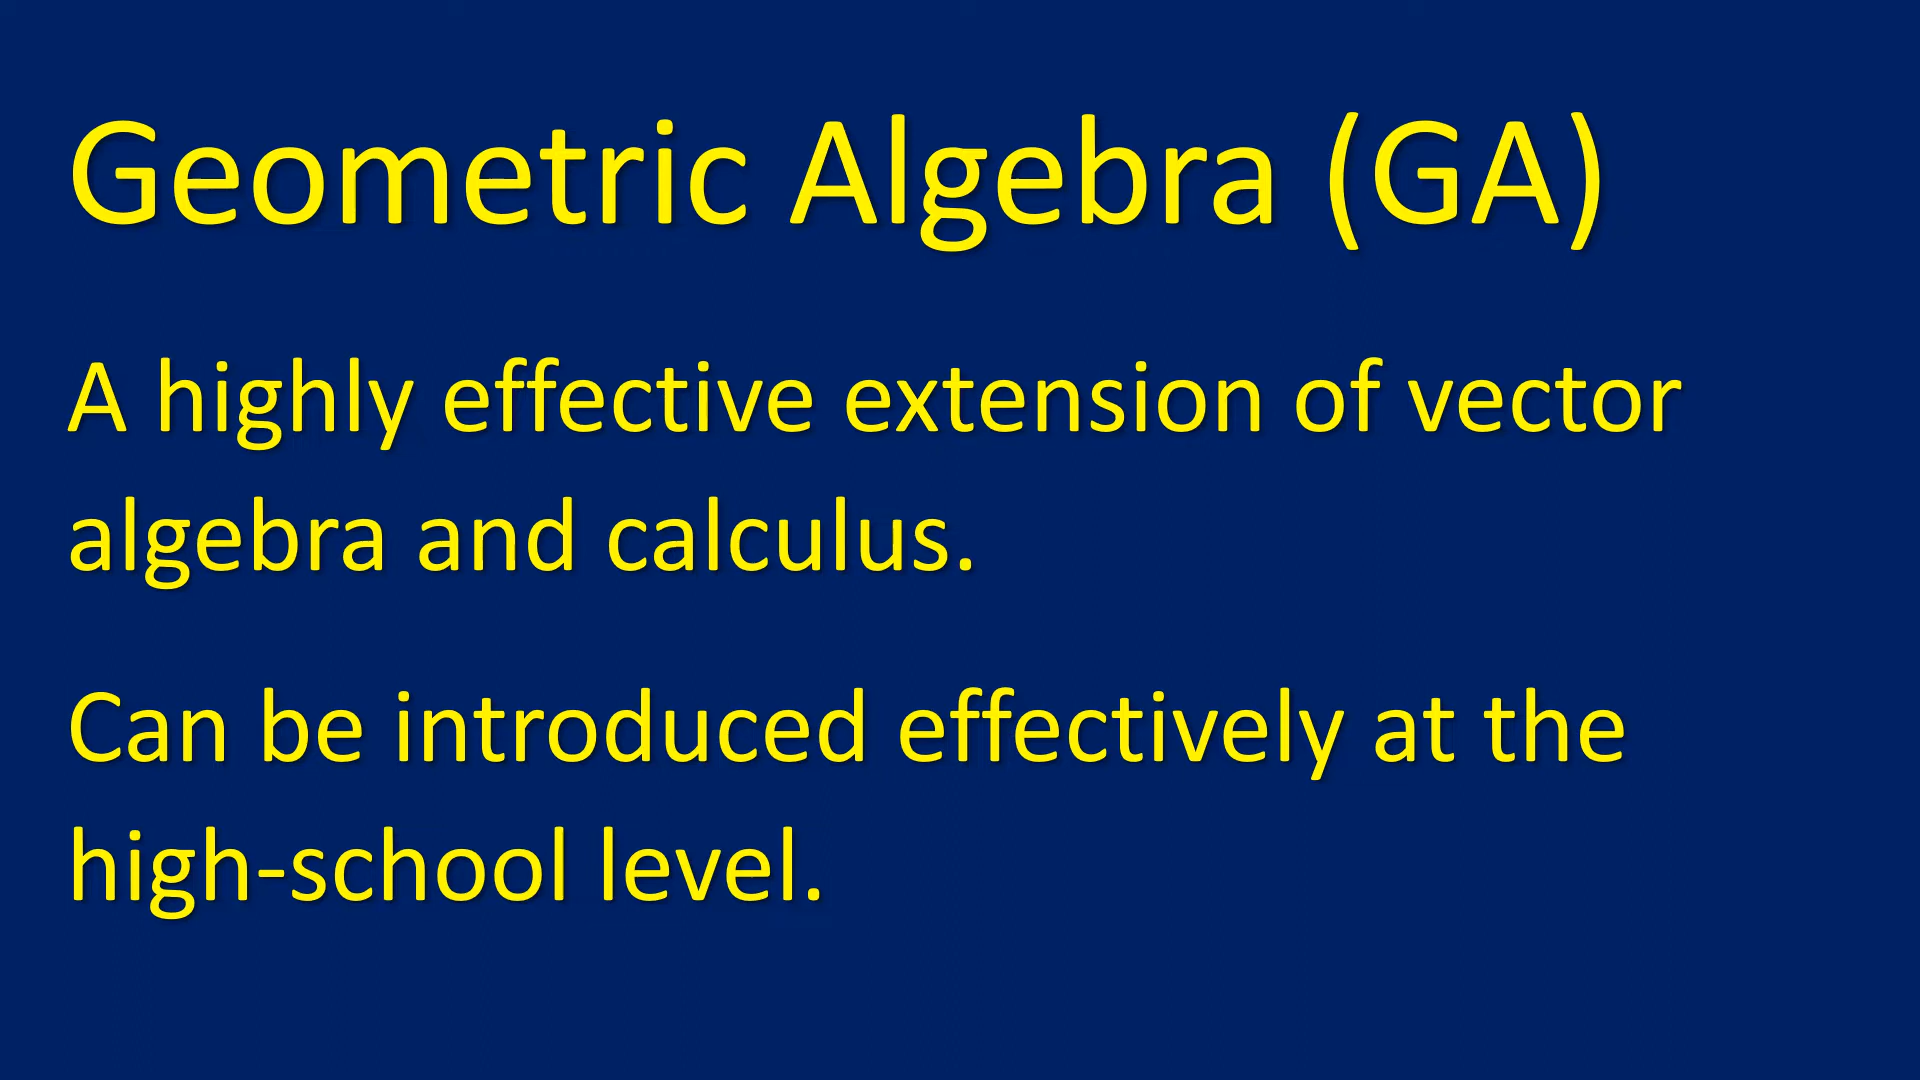 Geometric Algebra (GA)
A highly effective extension of vector
algebra and calculus.
Can be introduced effectively at the
high-school level.